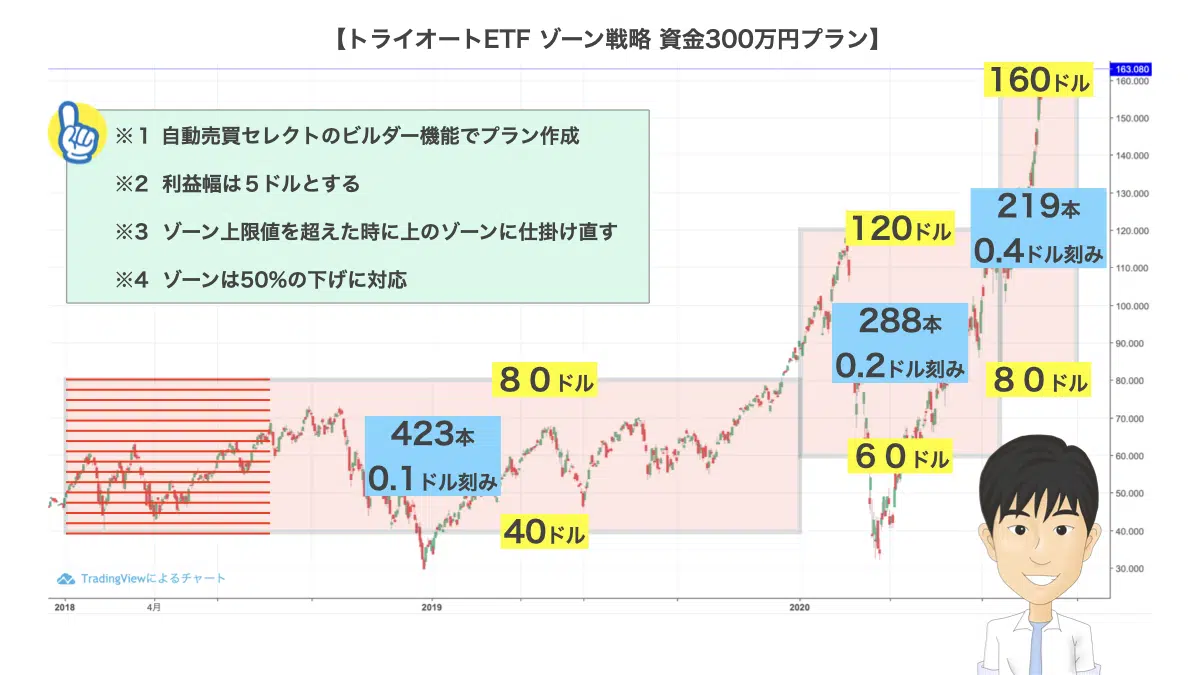 【トライオートETF ゾーン戦略 資金300万円プラン】
※1 自動売買セレクトのビルダー機能でプラン作成
※2 利益幅は5ドルとする
※3 ゾーン上限値を超えた時に上のゾーンに仕掛け直す
※4 ゾーンは50%の下げに対応
160ドル
219本
0.4ドル刻み
120ドル
288本
0.2ドル刻み
80ドル
80ドル
423本
0.1ドル刻み
60ドル
40ドル
163.080
160.000
150.000
140.000
130.000
120.000
110.000
100.000
90.000
80.000
70.000
60.000
50.000
40.000
30.000
TradingViewによるチャート
2018
4月
2019
2020